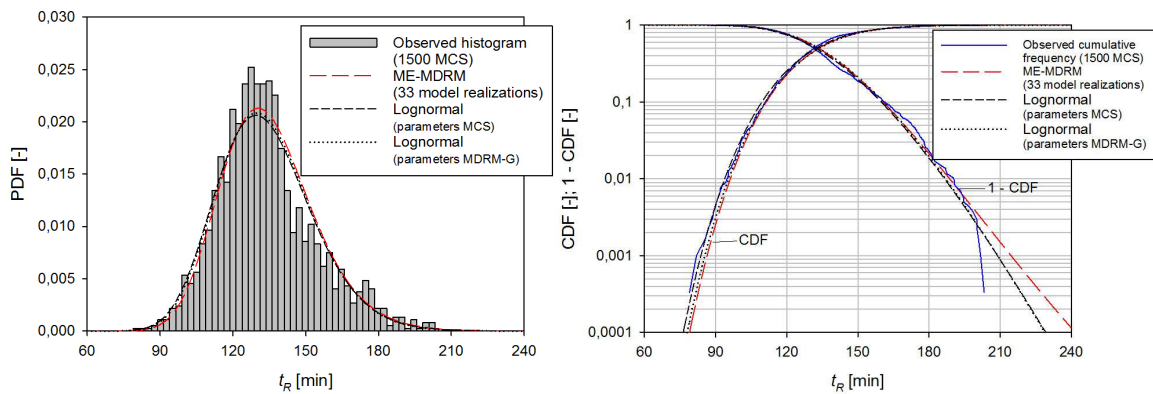 0,030
0,025
0,020
0,015
0,010
0,005
0,000
PDF [-]
60 90 120 150 180 210 240
t_R [min]
Observed histogram
(1500 MCS)
ME-MDRM
(33 model realizations)
Lognormal
(parameters MCS)
Lognormal
(parameters MDRM-G)
1
0,1
0,01
0,001
0,0001
CDF [-]; 1 - CDF
60 90 120 150 180 210 240
t_R [min]
Observed cumulative
frequency (1500 MCS)
ME-MDRM
(33 model realizations)
Lognormal
(parameters MCS)
Lognormal
(parameters MDRM-G)
1 - CDF
CDF